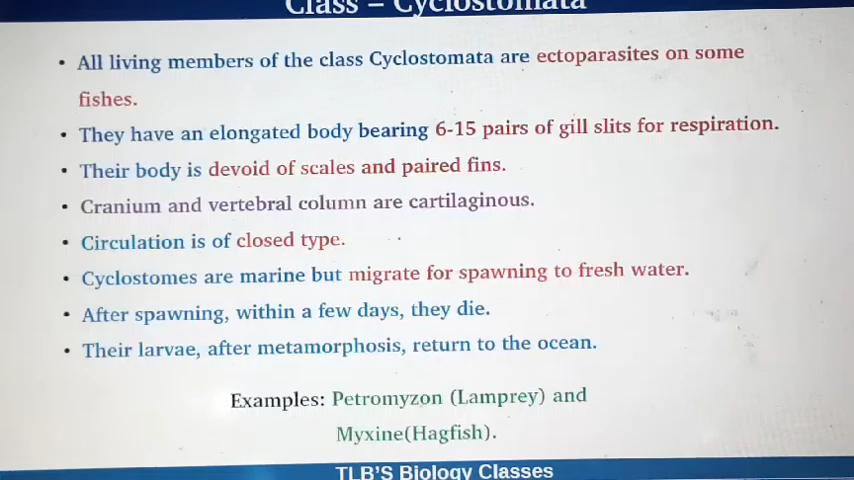 Class – Cyclostomata
• All living members of the class Cyclostomata are ectoparasites on some
fishes.
• They have an elongated body bearing 6-15 pairs of gill slits for respiration.
• Their body is devoid of scales and paired fins.
• Cranium and vertebral column are cartilaginous.
• Circulation is of closed type.
• Cyclostomes are marine but migrate for spawning to fresh water.
• After spawning, within a few days, they die.
• Their larvae, after metamorphosis, return to the ocean.
Examples: Petromyzon (Lamprey) and
Myxine(Hagfish).
TLB'S Biology Classes